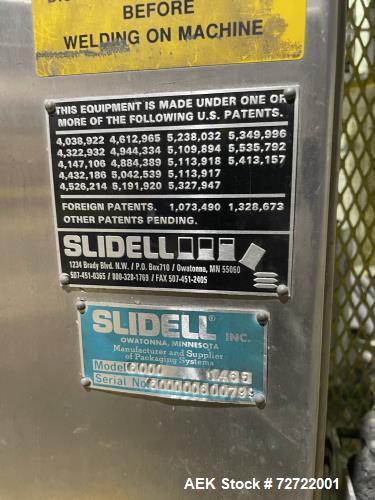 BEFORE
WELDING ON MACHINE
THIS EQUIPMENT IS MADE UNDER ONE OR
MORE OF THE FOLLOWING U.S. PATENTS.
4,038,922 4,612,965 5,238,032 5,349,996
4,322,932 4,944,334 5,109,894 5,535,792
4,147,106 4,884,389 5,113,918 5,413,157
4,432,186 5,042,539 5,113,917
4,526,214 5,191,920 5,327,947
FOREIGN PATENTS. 1,073,490 1,328,673
OTHER PATENTS PENDING.
SLIDELL
1234 Brady Blvd. N.W. / P.O. Box710 / Owatonna, MN 55060
507-451-0365 / 800-328-1769 / FAX 507-451-2405
SLIDELL® INC.
OWATONNA, MINNESOTA
Manufacturer and Supplier
of Packaging Systems
Model 6000
Serial No.
AEK Stock # 72722001